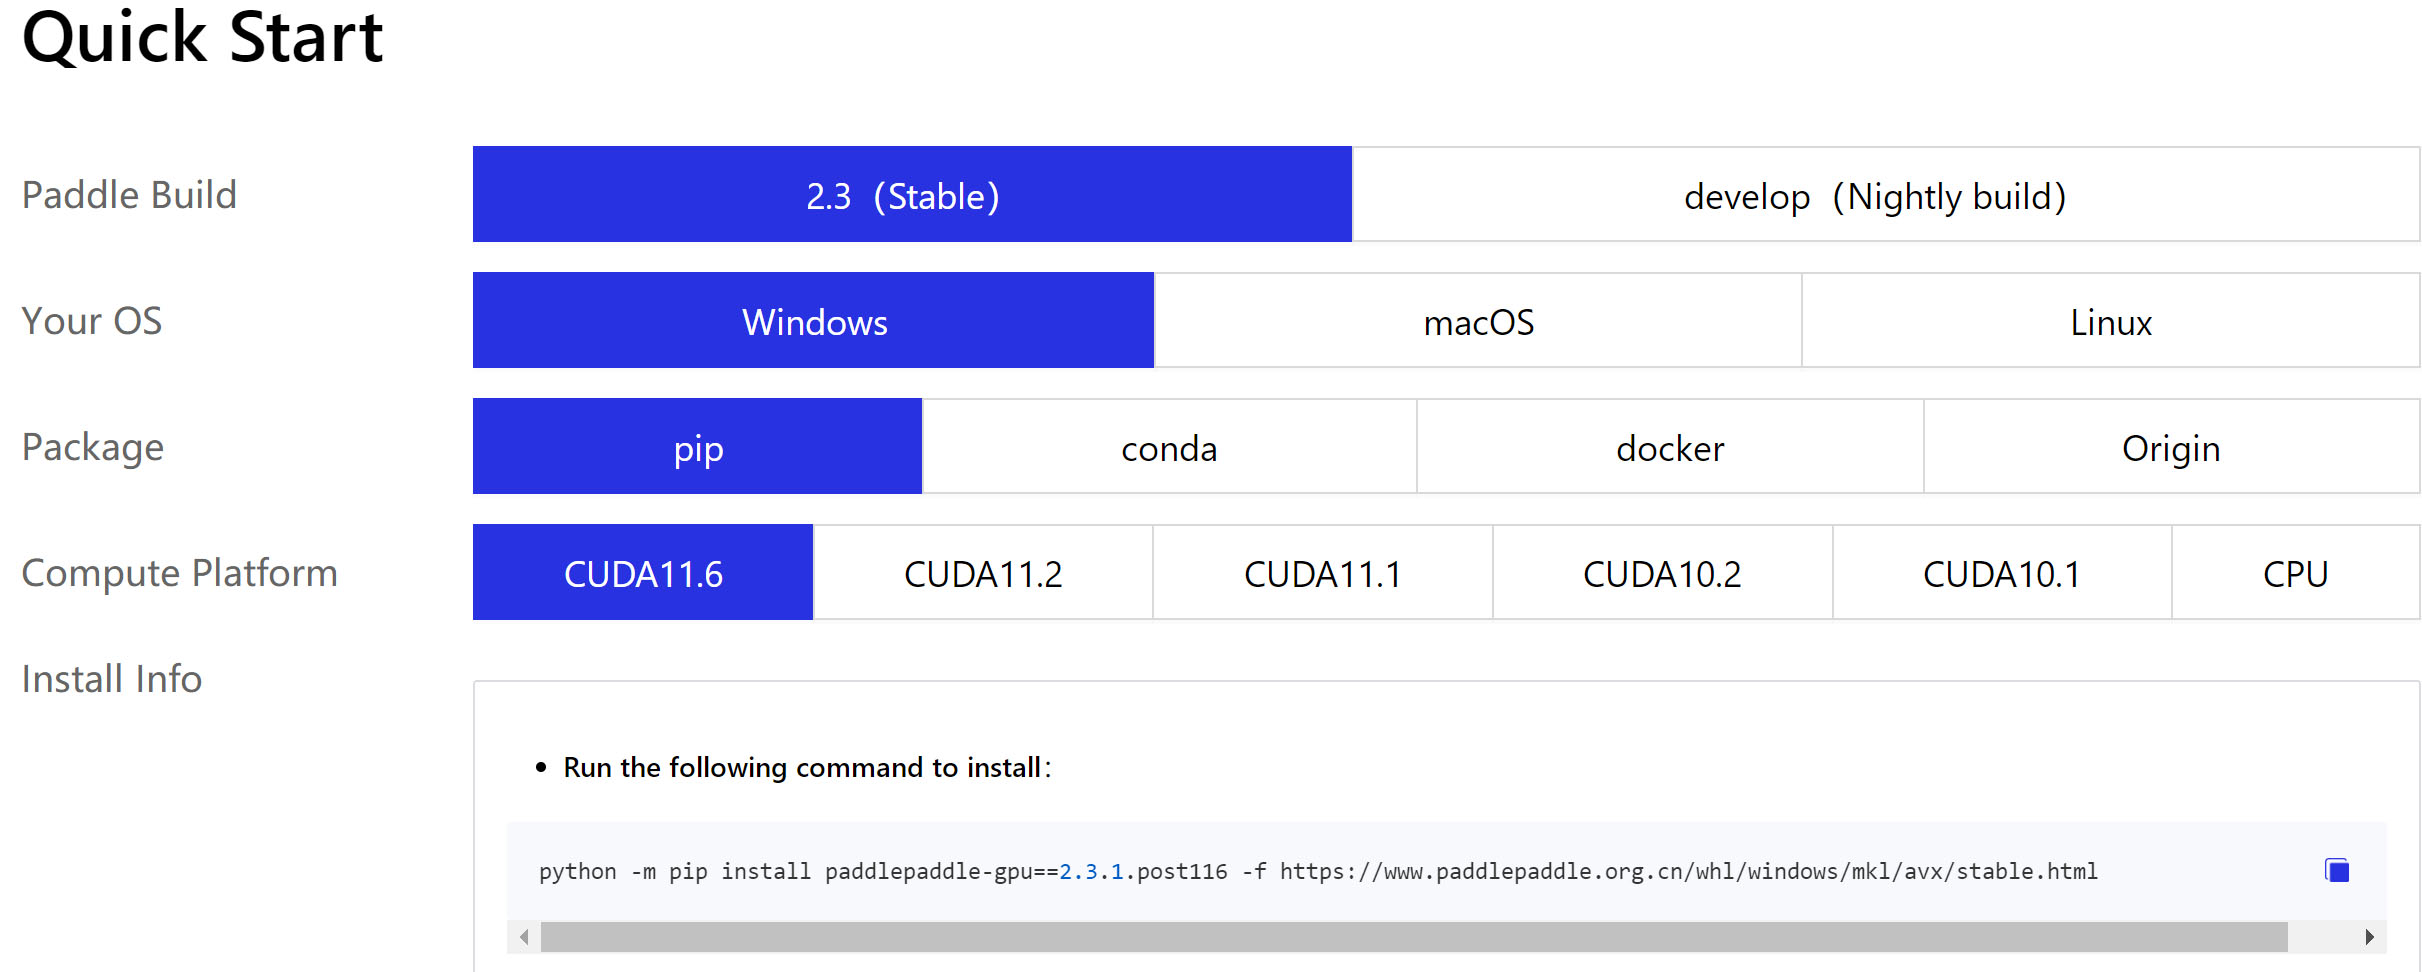 Quick Start
Paddle Build 2.3（Stable） develop（Nightly build）
Your OS Windows macOS Linux
Package pip conda docker Origin
Compute Platform CUDA11.6 CUDA11.2 CUDA11.1 CUDA10.2 CUDA10.1 CPU
Install Info
• Run the following command to install：
python -m pip install paddlepaddle-gpu==2.3.1.post116 -f https://www.paddlepaddle.org.cn/whl/windows/mkl/avx/stable.html